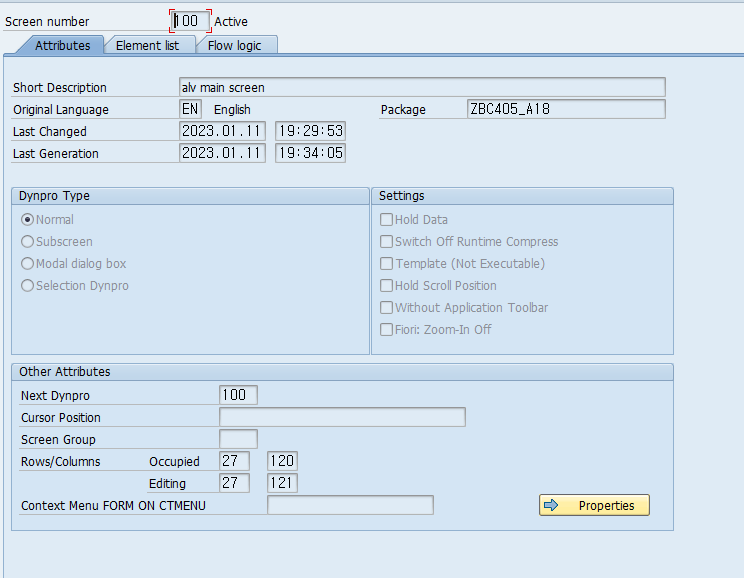 Screen number 100 Active
Attributes Element list Flow logic
Short Description alv main screen
Original Language EN English Package ZBC405_A18
Last Changed 2023.01.11 19:29:53
Last Generation 2023.01.11 19:34:05
Dynpro Type
Normal
Subscreen
Modal dialog box
Selection Dynpro
Settings
Hold Data
Switch Off Runtime Compress
Template (Not Executable)
Hold Scroll Position
Without Application Toolbar
Fiori: Zoom-In Off
Other Attributes
Next Dynpro 100
Cursor Position
Screen Group
Rows/Columns Occupied 27 120
Editing 27 121
Context Menu FORM ON CTMENU Properties